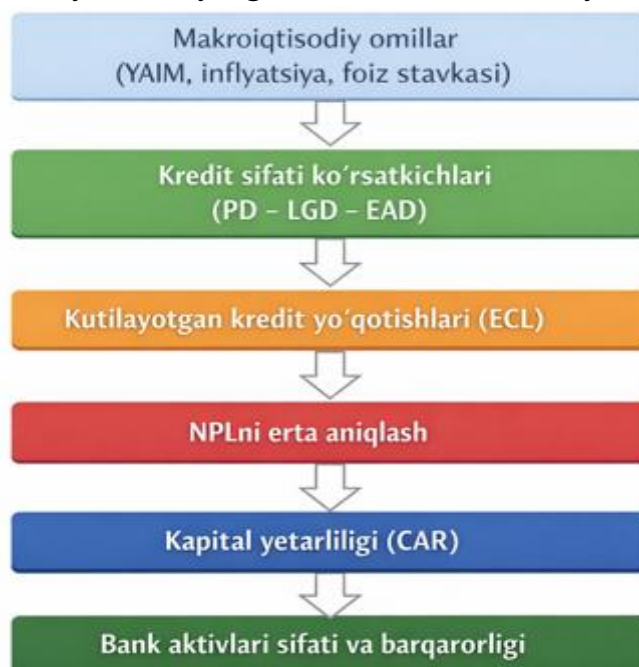 Makroiqtisodiy omillar
(YAIM, inflyatsiya, foiz stavkasi)
Kredit sifati ko′rsatkichlari
(PD – LGD – EAD)
Kutilayotgan kredit yo′qotishlari (ECL)
NPLni erta aniqlash
Kapital yetarliligi (CAR)
Bank aktivlari sifati va barqarorligi